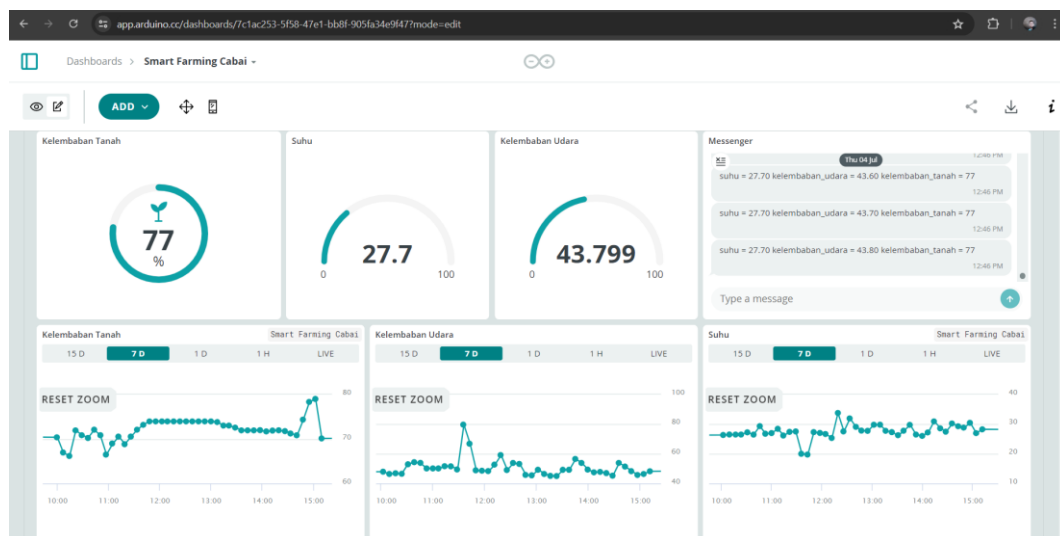 app.arduino.cc/dashboards/7c1ac253-5f58-47e1-bb8f-905fa34e9f47?mode=edit
Dashboards > Smart Farming Cabai
ADD
Kelembaban Tanah
77
%
Suhu
27.7
0 100
Kelembaban Udara
43.799
0 100
Messenger
12:46 PM
Thu 04 Jul
suhu = 27.70 kelembaban_udara = 43.60 kelembaban_tanah = 77
12:46 PM
suhu = 27.70 kelembaban_udara = 43.70 kelembaban_tanah = 77
12:46 PM
suhu = 27.70 kelembaban_udara = 43.80 kelembaban_tanah = 77
12:46 PM
Type a message
Kelembaban Tanah Smart Farming Cabai
15 D 7 D 1 D 1 H LIVE
RESET ZOOM
80
70
60
10:00 11:00 12:00 13:00 14:00 15:00
Kelembaban Udara
15 D 7 D 1 D 1 H LIVE
RESET ZOOM
100
80
60
40
10:00 11:00 12:00 13:00 14:00 15:00
Suhu Smart Farming Cabai
15 D 7 D 1 D 1 H LIVE
RESET ZOOM
40
30
20
10
10:00 11:00 12:00 13:00 14:00 15:00